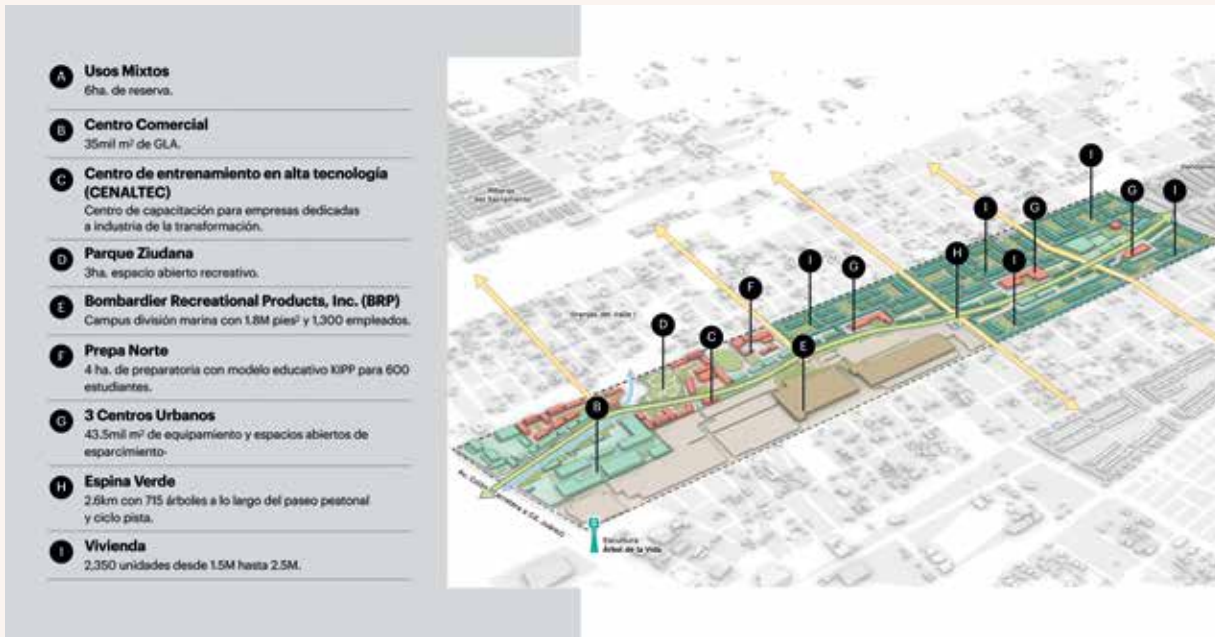 A
Usos Mixtos
6ha. de reserva.
B
Centro Comercial
35mil m² de GLA.
C
Centro de entrenamiento en alta tecnología
(CENALTEC)
Centro de capacitación para empresas dedicadas
a industria de la transformación.
D
Parque Ziudana
3ha. espacio abierto recreativo.
E
Bombardier Recreational Products, Inc. (BRP)
Campus división marina con 1.8M pies² y 1,300 empleados.
F
Prepa Norte
4 ha. de preparatoria con modelo educativo KIPP para 600
estudiantes.
G
3 Centros Urbanos
43.5mil m² de equipamiento y espacios abiertos de
esparcimiento-
H
Espina Verde
2.6km con 715 árboles a lo largo del paseo peatonal
y ciclo pista.
I
Vivienda
2,350 unidades desde 1.5M hasta 2.5M.
I
G
I
I
G
H
I
I
G
F
E
D
C
B
Granjas del Valle I
Escultura
Árbol de la Vida